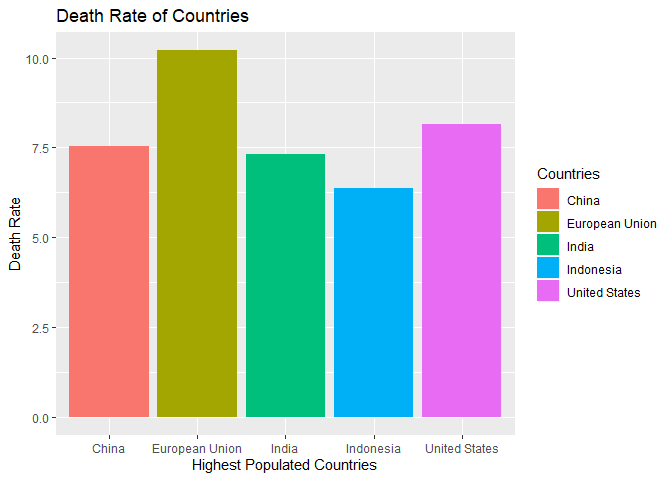 Death Rate of Countries
Death Rate
10.0
7.5
5.0
2.5
0.0
China
European Union
India
Indonesia
United States
Highest Populated Countries
Countries
China
European Union
India
Indonesia
United States